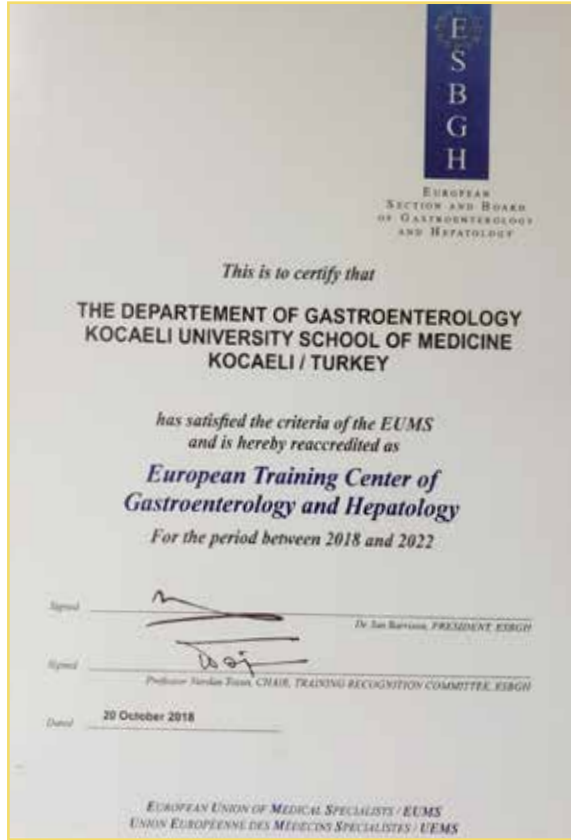 E
S
B
G
H
EUROPEAN
SECTION AND BOARD
OF GASTROENTEROLOGY
AND HEPATOLOGY
This is to certify that
THE DEPARTEMENT OF GASTROENTEROLOGY
KOCAELI UNIVERSITY SCHOOL OF MEDICINE
KOCAELI / TURKEY
has satisfied the criteria of the EUMS
and is hereby reaccredited as
European Training Center of
Gastroenterology and Hepatology
For the period between 2018 and 2022
Signed
Dr PRESIDENT, ESBGH
Signed
Professor CHAIR, TRAINING RECOGNITION COMMITTEE, ESBGH
Dated 20 October 2018
EUROPEAN UNION OF MEDICAL SPECIALISTS / EUMS
UNION EUROPÉENNE DES MÉDECINS SPÉCIALISTES / UEMS